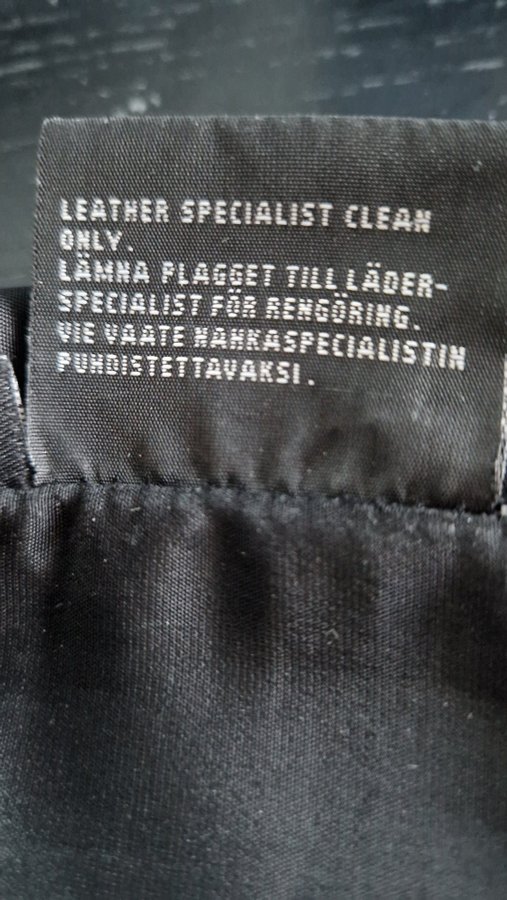 LEATHER SPECIALIST CLEAN
ONLY.
LÄMNA PLAGGET TILL LÄDER-
SPECIALIST FÖR RENGÖRING.
VIE VAATE NAHKASPECIALISTIN
PUHDISTETTAVAKSI.